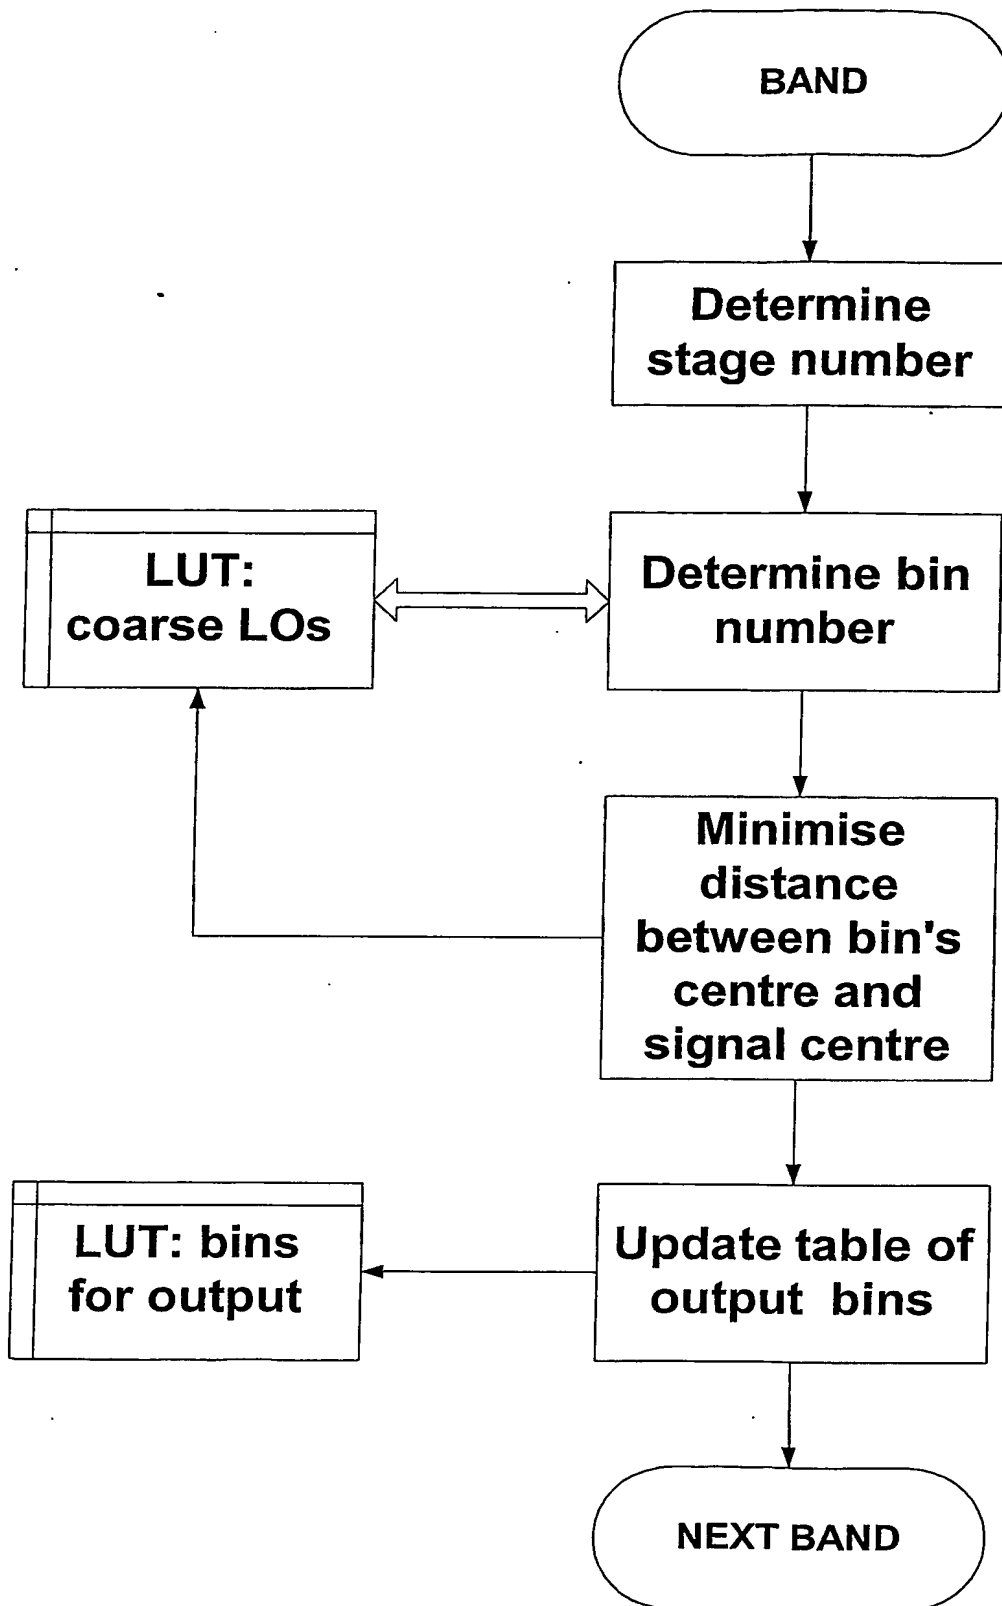 BAND
Determine
stage number
LUT:
coarse LOs
Determine bin
number
Minimise
distance
between bin's
centre and
signal centre
LUT: bins
for output
Update table of
output bins
NEXT BAND